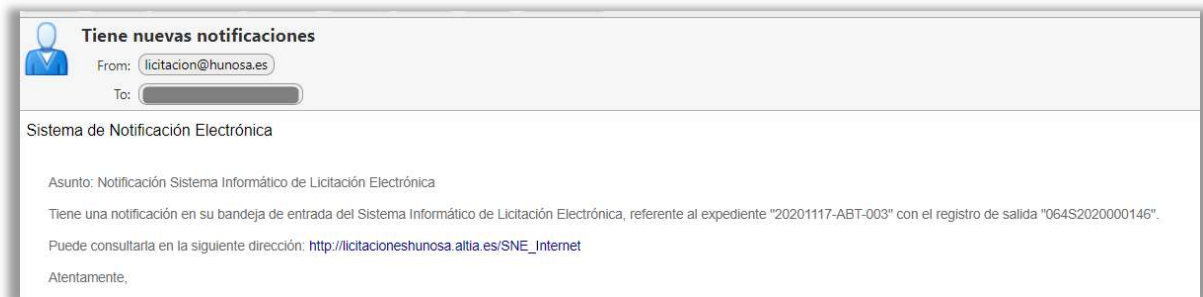 Tiene nuevas notificaciones
From: licitacion@hunosa.es
To:
Sistema de Notificación Electrónica
Asunto: Notificación Sistema Informático de Licitación Electrónica
Tiene una notificación en su bandeja de entrada del Sistema Informático de Licitación Electrónica, referente al expediente "20201117-ABT-003" con el registro de salida "064S2020000146".
Puede consultarla en la siguiente dirección: http://licitacioneshunosa.altia.es/SNE_Internet
Atentamente,